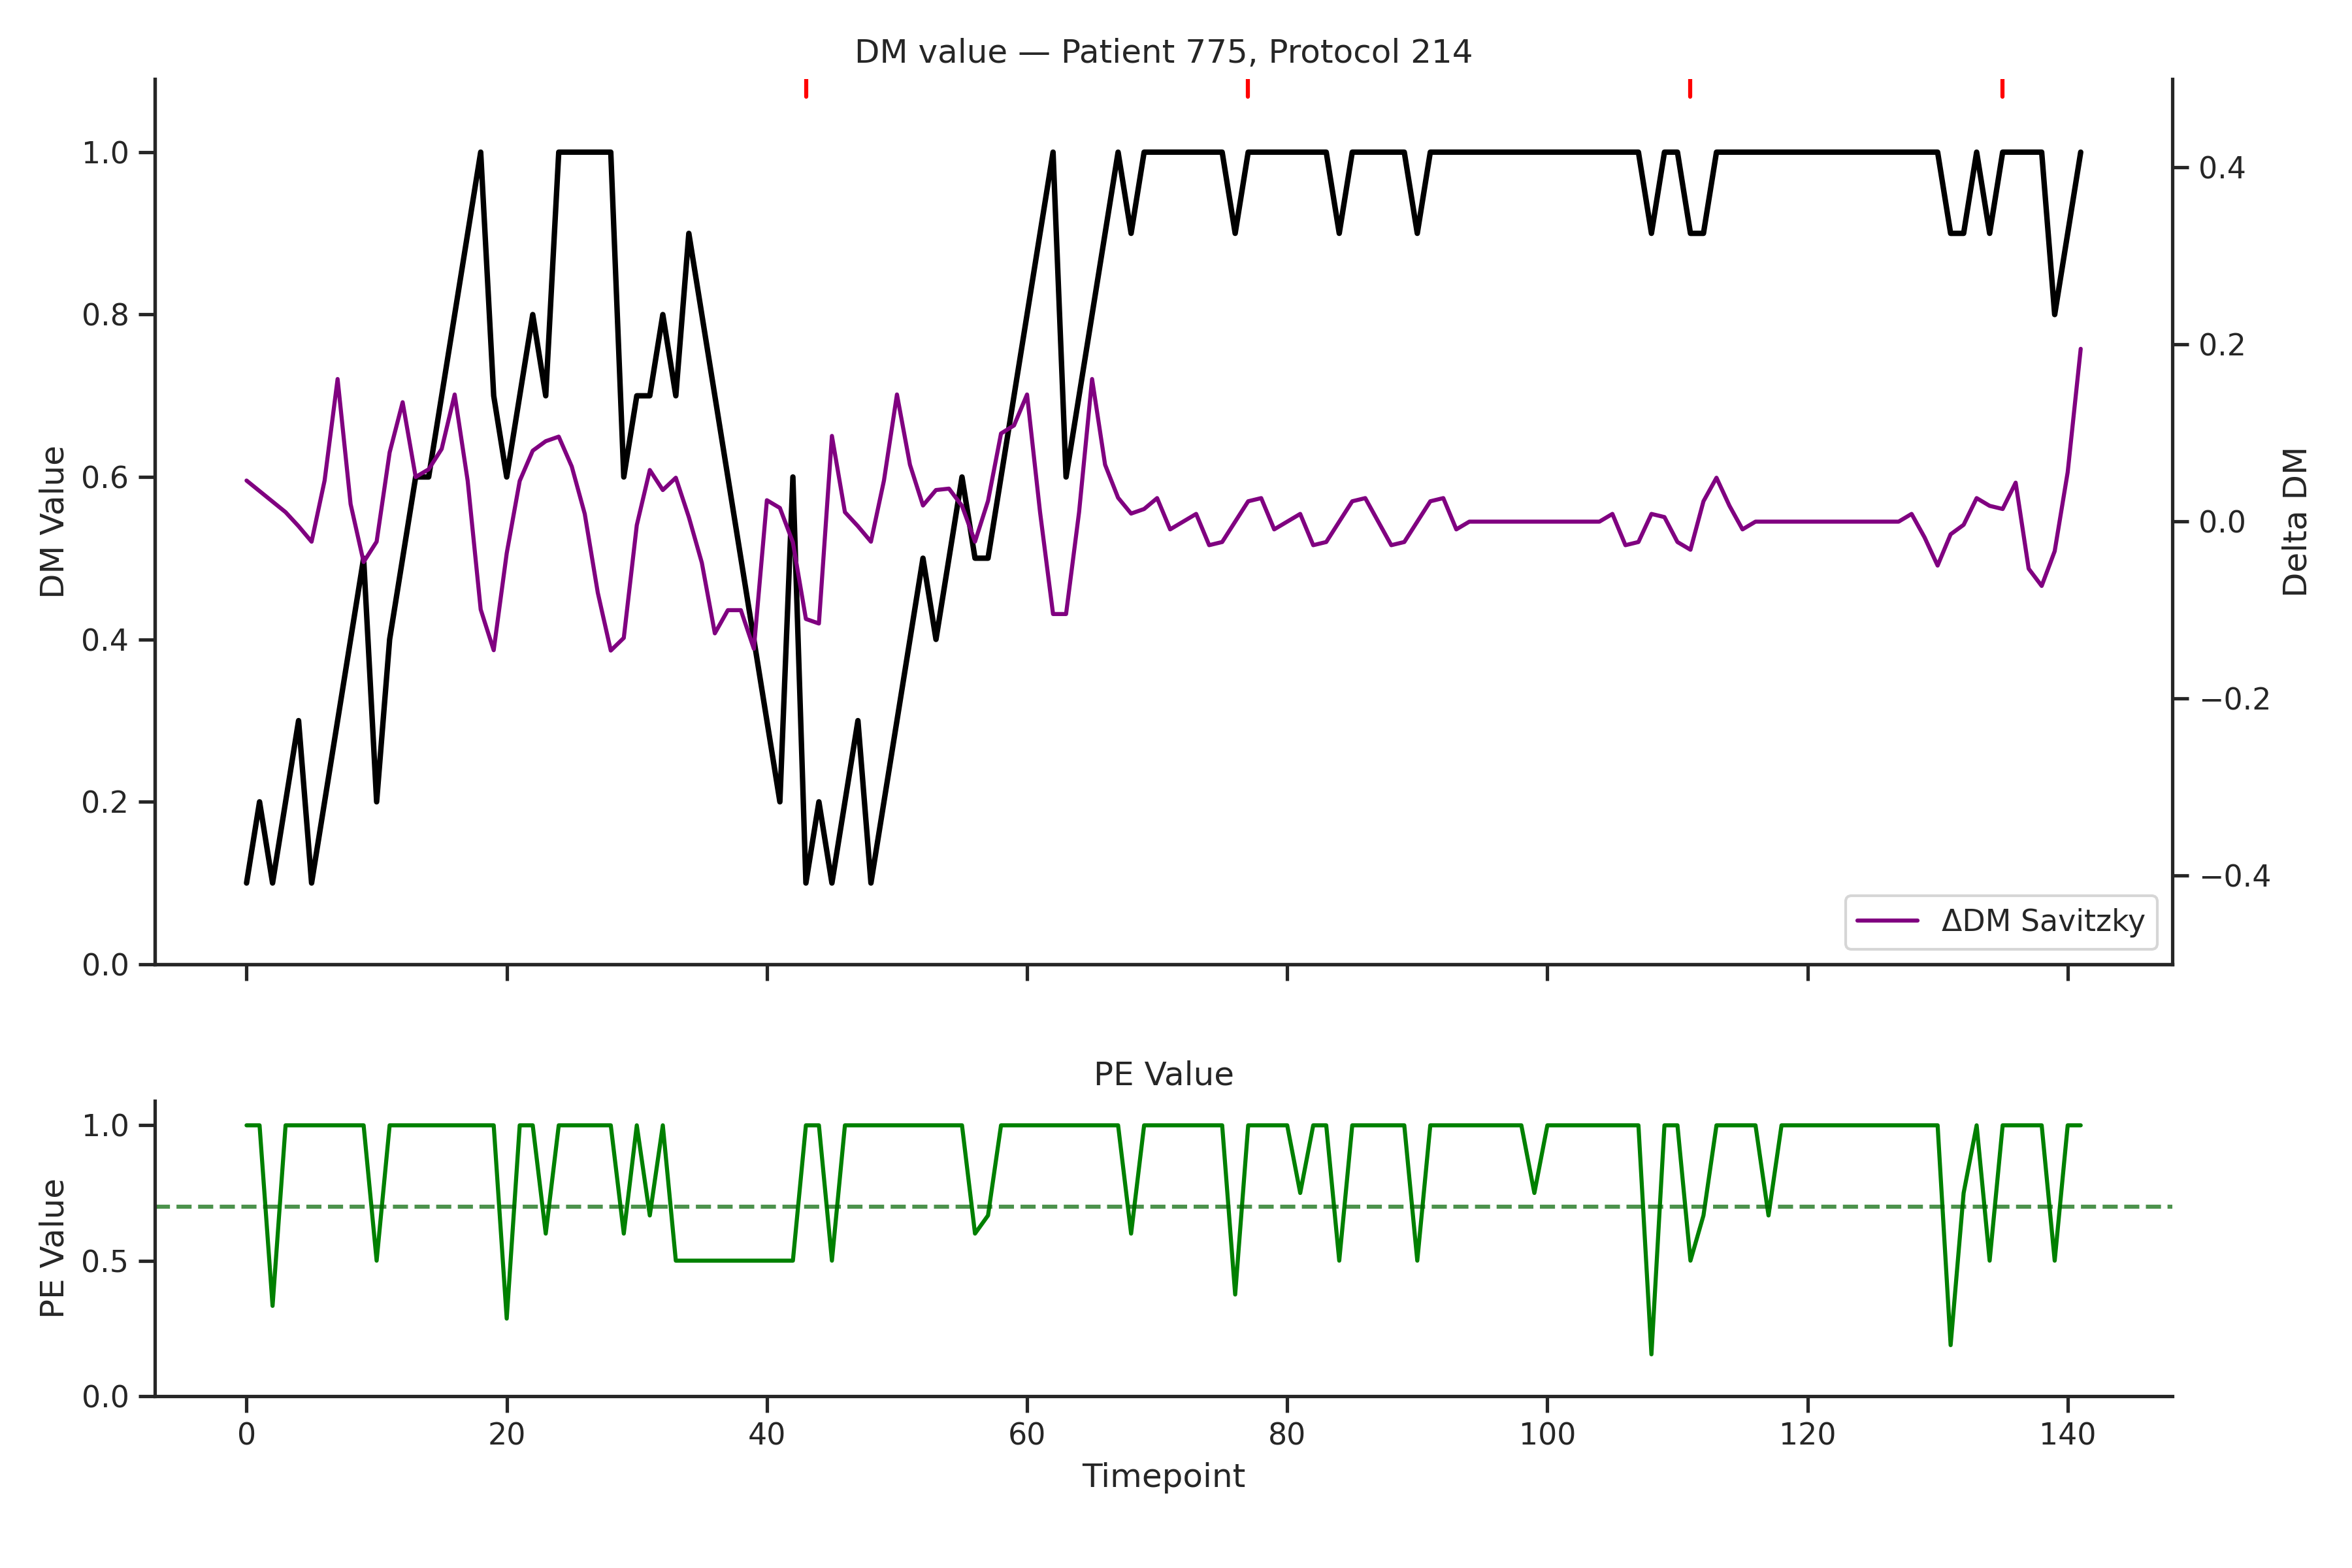 DM value — Patient 775, Protocol 214
1.0
0.8
0.6
0.4
0.2
0.0
DM Value
0.4
0.2
0.0
−0.2
−0.4
Delta DM
ΔDM Savitzky
PE Value
1.0
0.5
0.0
PE Value
0 20 40 60 80 100 120 140
Timepoint